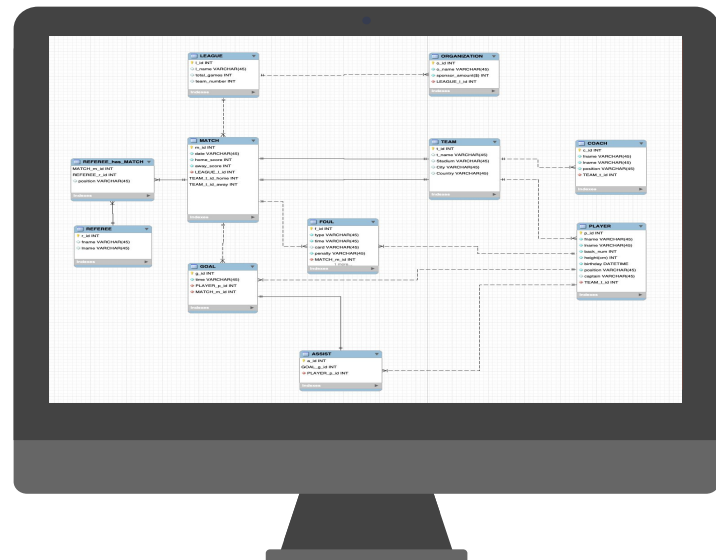 LEAGUE
l_id INT
l_name VARCHAR(45)
total_games INT
team_number INT
Indexes
ORGANIZATION
o_id INT
o_name VARCHAR(45)
sponsor_amount($) INT
LEAGUE_l_id INT
Indexes
MATCH
m_id INT
date VARCHAR(45)
home_score INT
away_score INT
LEAGUE_l_id INT
TEAM_t_id_home INT
TEAM_t_id_away INT
Indexes
TEAM
t_id INT
t_name VARCHAR(45)
Stadium VARCHAR(45)
City VARCHAR(45)
Country VARCHAR(45)
Indexes
COACH
c_id INT
fname VARCHAR(45)
lname VARCHAR(45)
position VARCHAR(45)
TEAM_t_id INT
Indexes
REFEREE_has_MATCH
MATCH_m_id INT
REFEREE_r_id INT
position VARCHAR(45)
Indexes
REFEREE
r_id INT
fname VARCHAR(45)
lname VARCHAR(45)
Indexes
FOUL
f_id INT
type VARCHAR(45)
time VARCHAR(45)
card VARCHAR(45)
penalty VARCHAR(45)
MATCH_m_id INT
Indexes
PLAYER
p_id INT
fname VARCHAR(45)
lname VARCHAR(45)
back_num INT
height(cm) INT
birthday DATETIME
position VARCHAR(45)
captain VARCHAR(45)
TEAM_t_id INT
Indexes
GOAL
g_id INT
time VARCHAR(45)
PLAYER_p_id INT
MATCH_m_id INT
Indexes
ASSIST
a_id INT
GOAL_g_id INT
PLAYER_p_id INT
Indexes